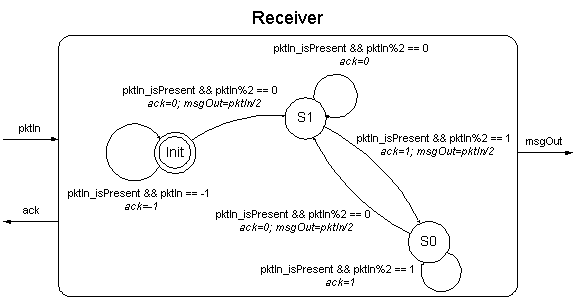 Receiver
pktIn_isPresent && pktIn%2 == 0
ack=0
pktIn_isPresent && pktIn%2 == 0
ack=0; msgOut=pktIn/2
S1
pktIn
pktIn_isPresent && pktIn%2 == 1
ack=1; msgOut=pktIn/2
msgOut
Init
pktIn_isPresent && pktIn == -1
ack=-1
ack
pktIn_isPresent && pktIn%2 == 0
ack=0; msgOut=pktIn/2
S0
pktIn_isPresent && pktIn%2 == 1
ack=1